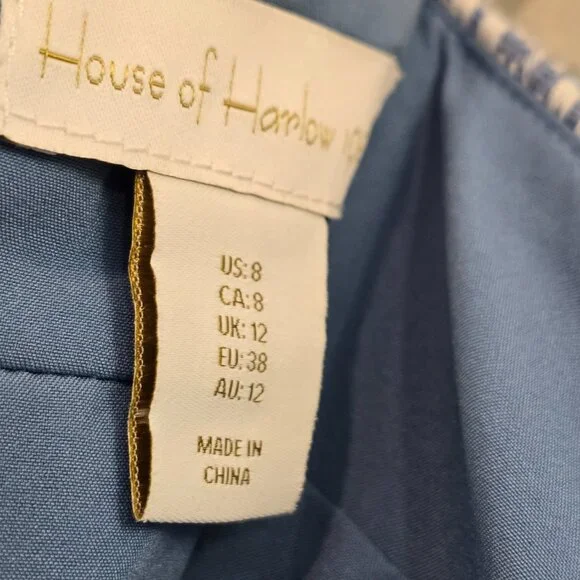 House of Harlow
US: 8
CA: 8
UK: 12
EU: 38
AU: 12
MADE IN
CHINA